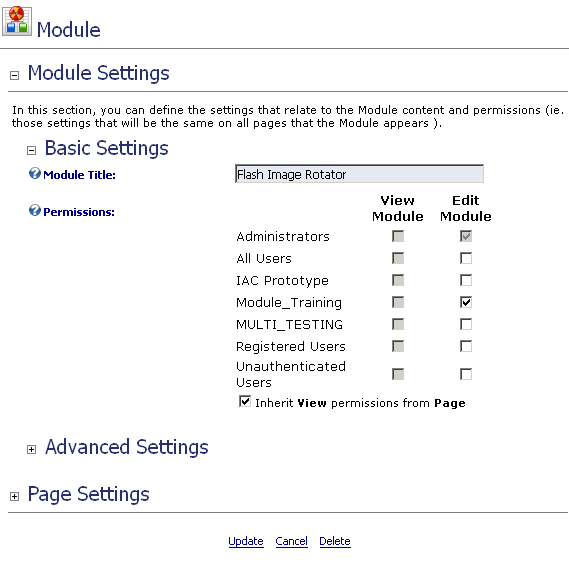 Module
Module Settings
In this section, you can define the settings that relate to the Module content and permissions (ie.
those settings that will be the same on all pages that the Module appears ).
Basic Settings
Module Title: Flash Image Rotator
Permissions:
View Module
Edit Module
Administrators
All Users
IAC Prototype
Module_Training
MULTI_TESTING
Registered Users
Unauthenticated
Users
Inherit View permissions from Page
Advanced Settings
Page Settings
Update Cancel Delete